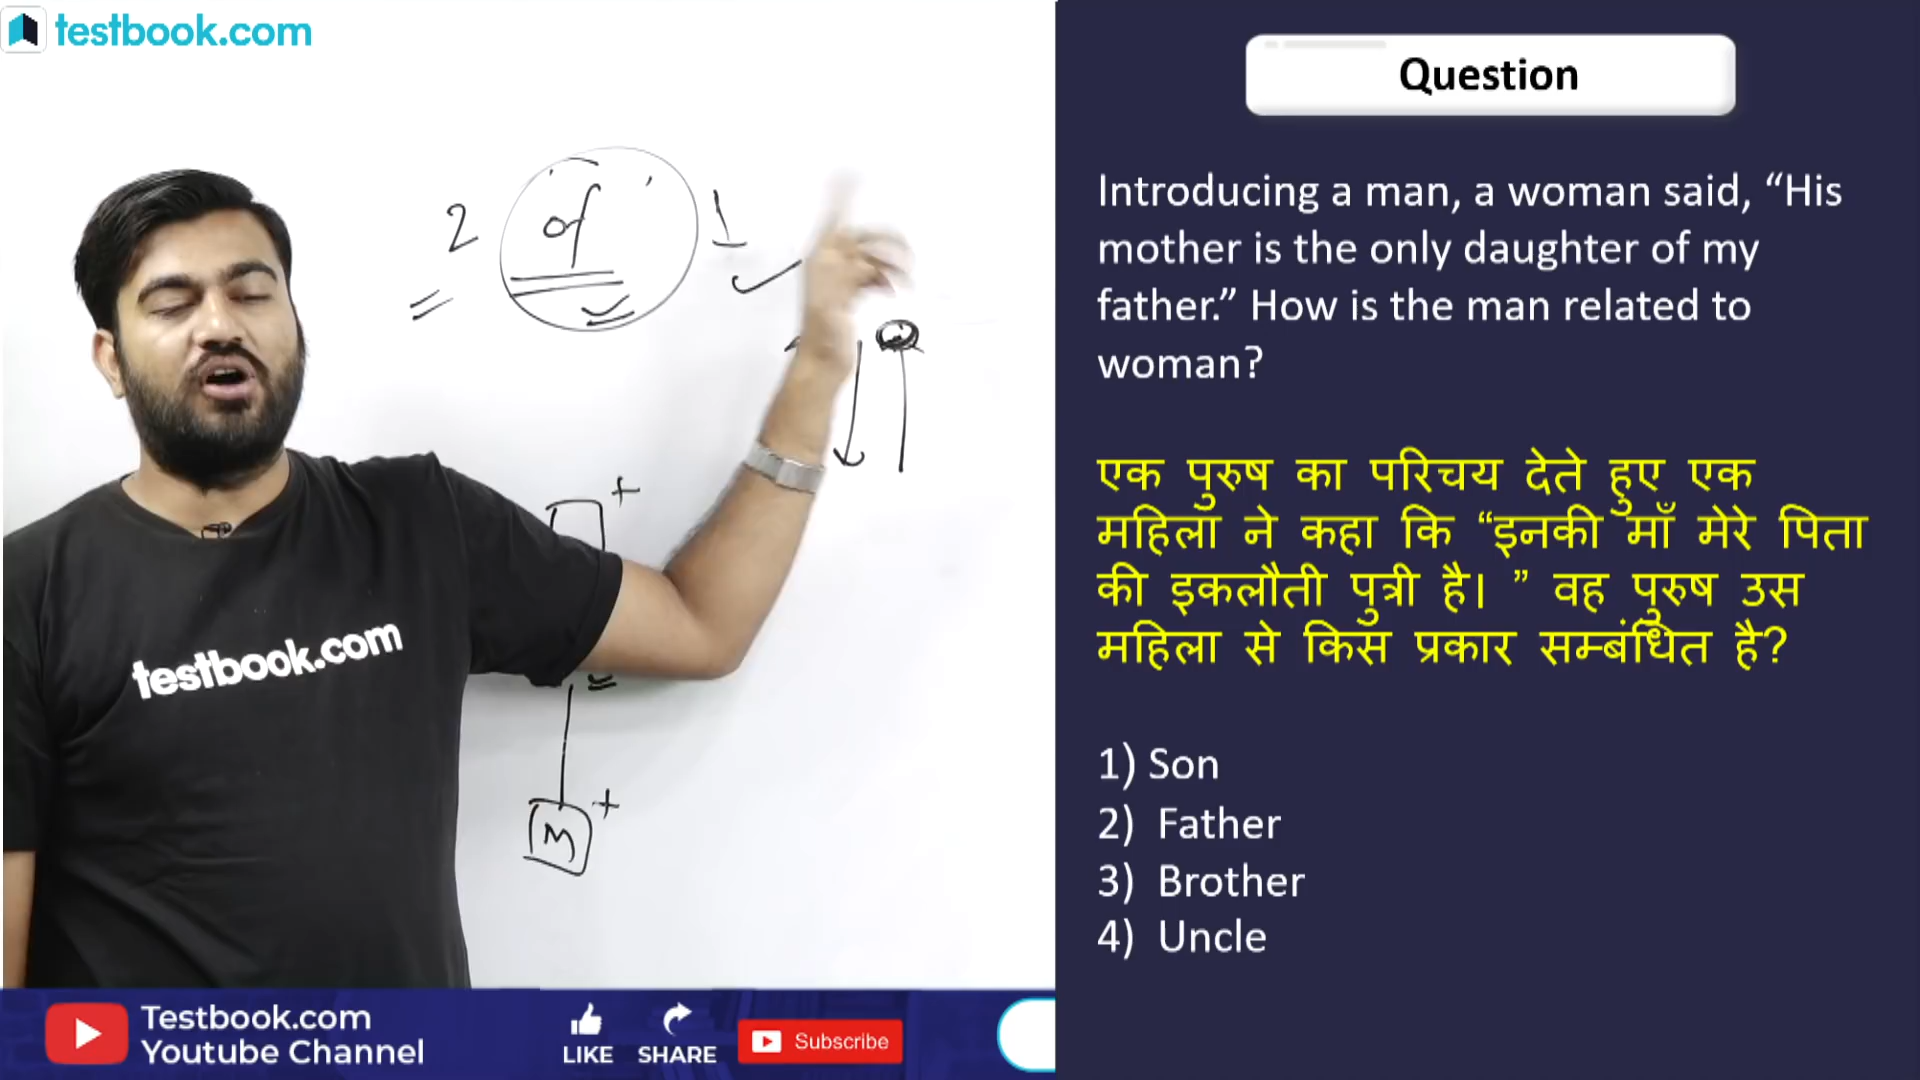 testbook.com
Question
2 of 1
Introducing a man, a woman said, “His
mother is the only daughter of my
father.” How is the man related to
woman?
एक पुरुष का परिचय देते हुए एक
महिला ने कहा कि “इनकी माँ मेरे पिता
की इकलौती पुत्री है। ” वह पुरुष उस
महिला से किस प्रकार सम्बंधित है?
1) Son
2) Father
3) Brother
4) Uncle
testbook.com
+
M +
Testbook.com
Youtube Channel
LIKE SHARE Subscribe